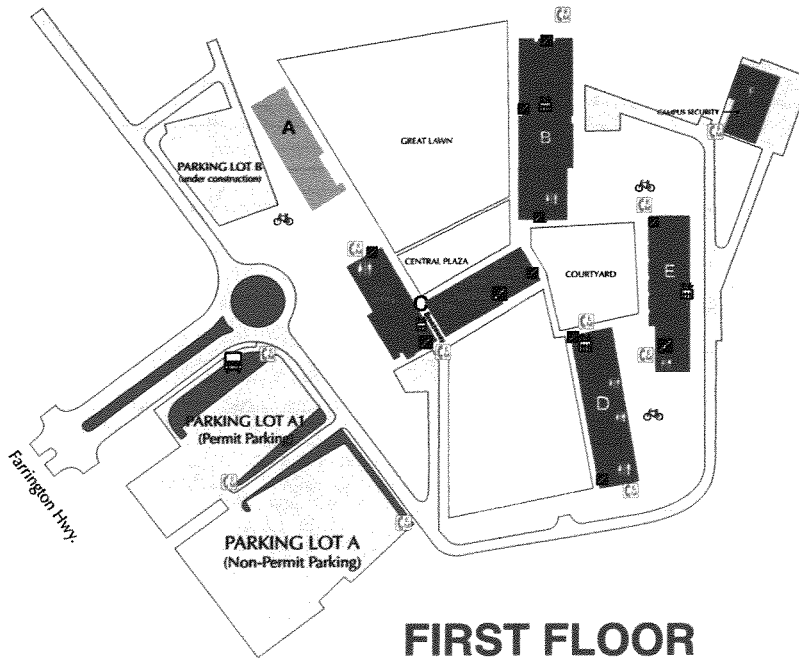 A
B
CAMPUS SECURITY
GREAT LAWN
PARKING LOT B
(under construction)
CENTRAL PLAZA
COURTYARD
E
C
PARKING LOT A1
(Permit Parking)
D
Farrington Hwy.
PARKING LOT A
(Non-Permit Parking)
FIRST FLOOR